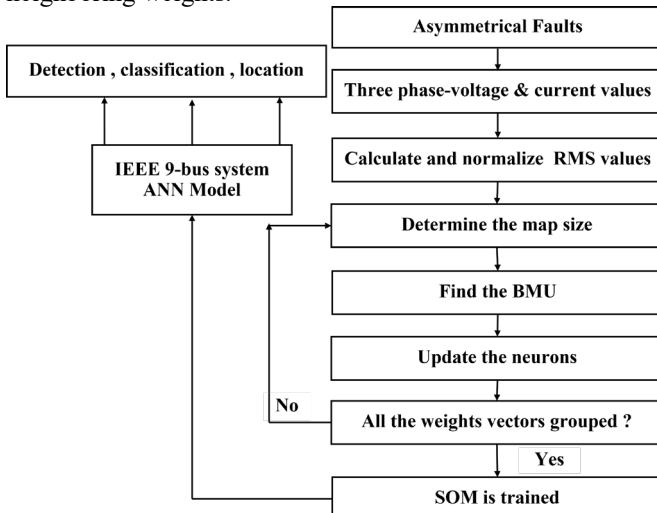 neighboring weights.
Asymmetrical Faults
Detection , classification , location
Three phase-voltage & current values
IEEE 9-bus system
ANN Model
Calculate and normalize RMS values
Determine the map size
Find the BMU
Update the neurons
No
All the weights vectors grouped ?
Yes
SOM is trained